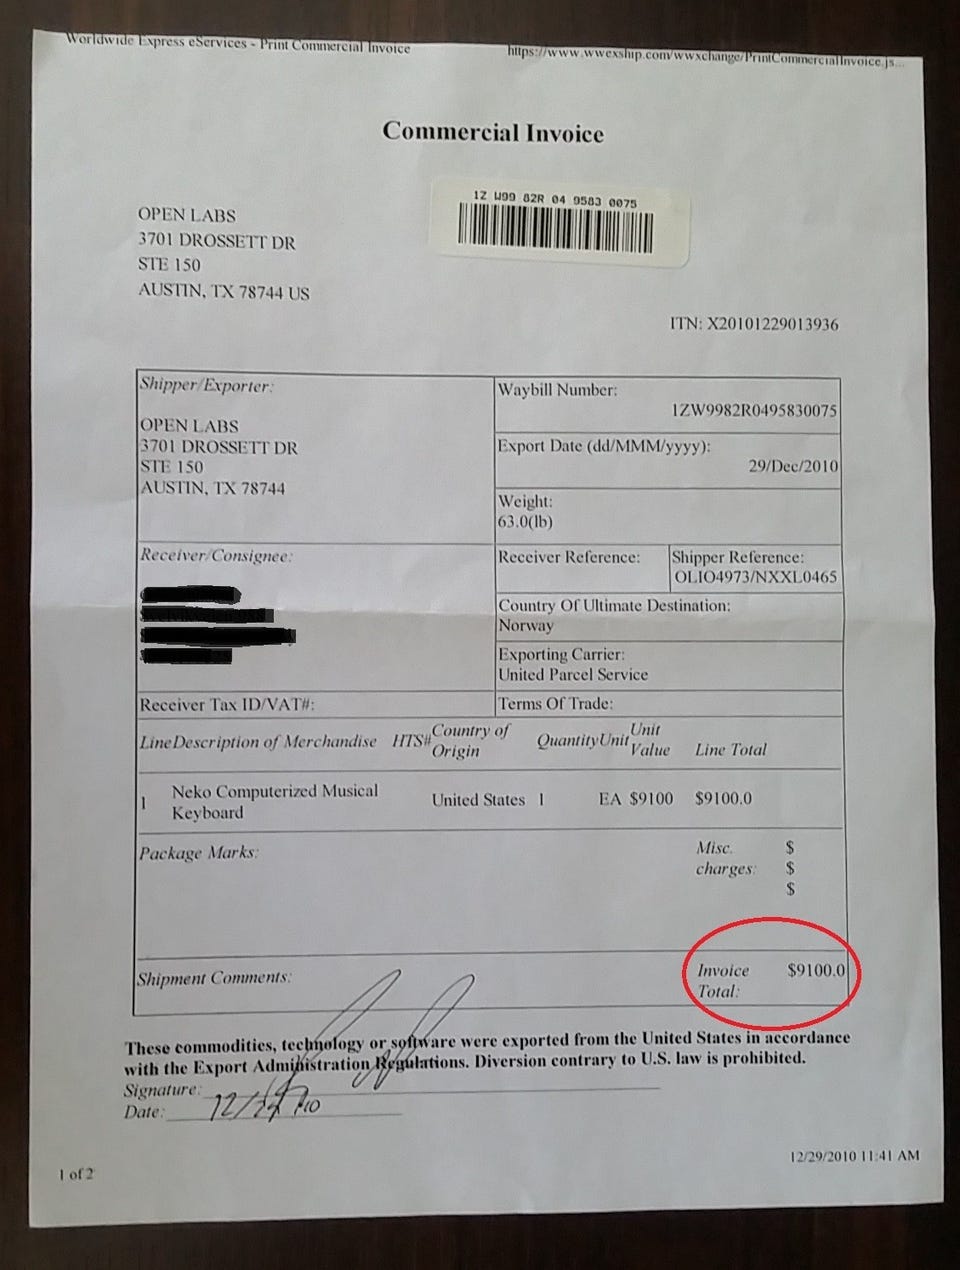 Worldwide Express eServices - Print Commercial Invoice
https://www.wwexship.com/wwxchange/PrintCommercialInvoice.js...
Commercial Invoice
1Z W99 82R 04 9583 0075
OPEN LABS
3701 DROSSETT DR
STE 150
AUSTIN, TX 78744 US
ITN: X20101229013936
Shipper/Exporter:
OPEN LABS
3701 DROSSETT DR
STE 150
AUSTIN, TX 78744
Waybill Number:
1ZW9982R0495830075
Export Date (dd/MMM/yyyy):
29/Dec/2010
Weight:
63.0(lb)
Receiver/Consignee:
Receiver Reference:
Shipper Reference:
OLIO4973/NXXL0465
Country Of Ultimate Destination:
Norway
Exporting Carrier:
United Parcel Service
Receiver Tax ID/VAT#:
Terms Of Trade:
Line Description of Merchandise HTS# Country of Origin Quantity Unit Unit Value Line Total
1 Neko Computerized Musical Keyboard United States 1 EA $9100 $9100.0
Package Marks:
Misc. charges:
$
$
$
Shipment Comments:
Invoice Total: $9100.0
These commodities, technology or software were exported from the United States in accordance
with the Export Administration Regulations. Diversion contrary to U.S. law is prohibited.
Signature:
Date:
12/29/2010 11:41 AM
1 of 2